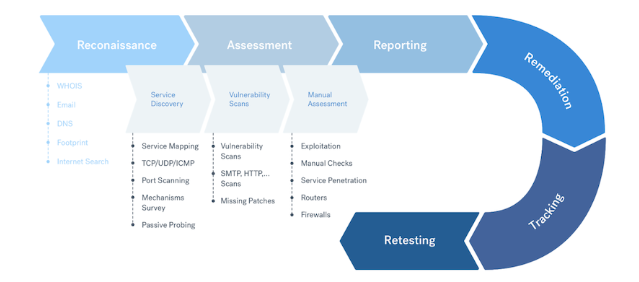 Reconaissance
Assessment
Reporting
Remediation
Tracking
Retesting
WHOIS
Email
DNS
Footprint
Internet Search
Service
Discovery
Service Mapping
TCP/UDP/ICMP
Port Scanning
Mechanisms
Survey
Passive Probing
Vulnerability
Scans
Vulnerability
Scans
SMTP, HTTP,...
Scans
Missing Patches
Manual
Assessment
Exploitation
Manual Checks
Service Penetration
Routers
Firewalls